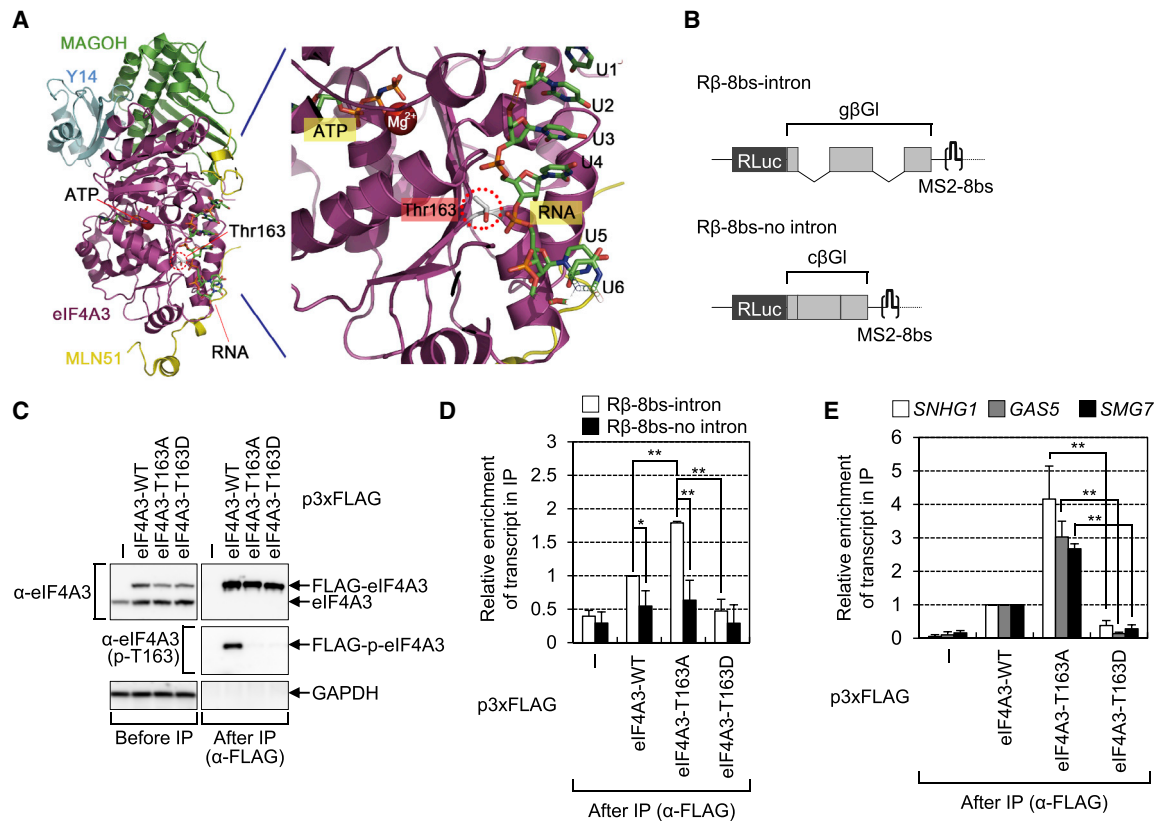 A
MAGOH
Y14
ATP
Thr163
eIF4A3
RNA
MLN51
ATP
Mg2+
Thr163
RNA
U1
U2
U3
U4
U5
U6
B
Rβ-8bs-intron
gβGl
RLuc
MS2-8bs
Rβ-8bs-no intron
cβGl
RLuc
MS2-8bs
C
–
eIF4A3-WT
eIF4A3-T163A
eIF4A3-T163D
–
eIF4A3-WT
eIF4A3-T163A
eIF4A3-T163D
p3xFLAG
α-eIF4A3
FLAG-eIF4A3
eIF4A3
α-eIF4A3
(p-T163)
FLAG-p-eIF4A3
GAPDH
Before IP
After IP
(α-FLAG)
D
Rβ-8bs-intron
Rβ-8bs-no intron
Relative enrichment
of transcript in IP
3
2.5
2
1.5
1
0.5
0
**
**
**
*
p3xFLAG
–
eIF4A3-WT
eIF4A3-T163A
eIF4A3-T163D
After IP (α-FLAG)
E
SNHG1 GAS5 SMG7
Relative enrichment
of transcript in IP
6
5
4
3
2
1
0
**
**
**
p3xFLAG
–
eIF4A3-WT
eIF4A3-T163A
eIF4A3-T163D
After IP (α-FLAG)